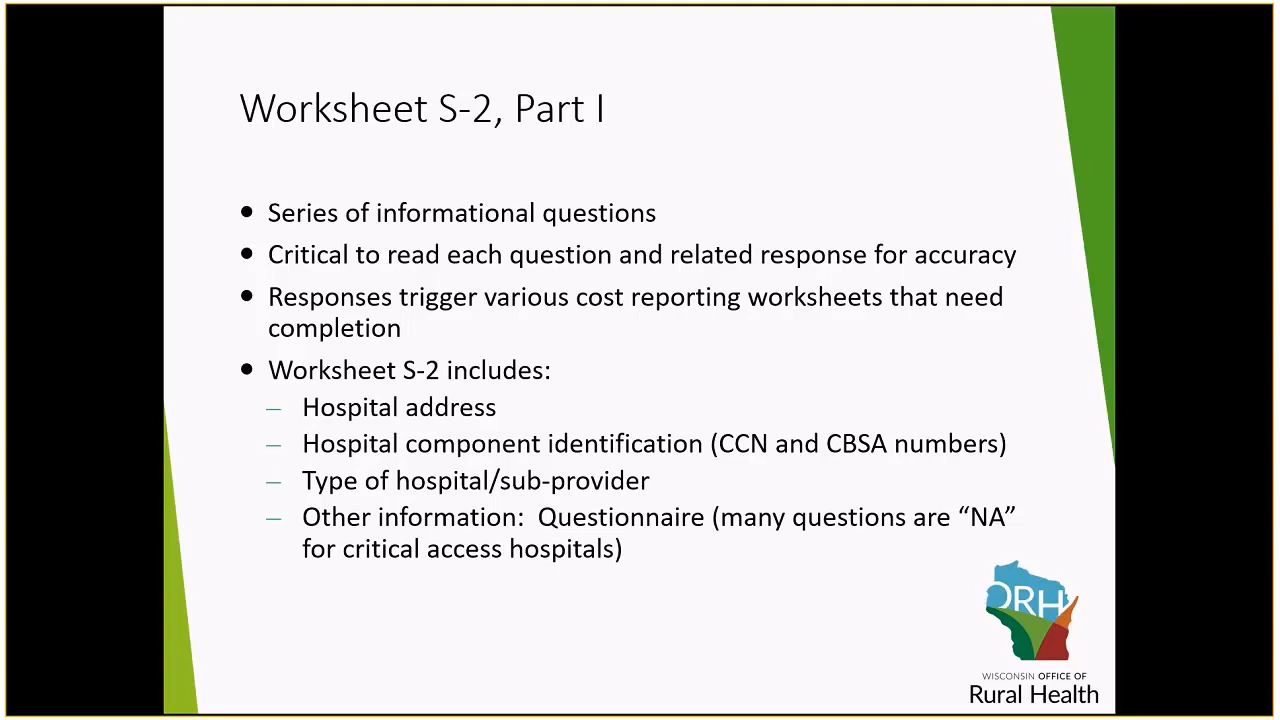 Worksheet S-2, Part I
● Series of informational questions
● Critical to read each question and related response for accuracy
● Responses trigger various cost reporting worksheets that need
completion
● Worksheet S-2 includes:
– Hospital address
– Hospital component identification (CCN and CBSA numbers)
– Type of hospital/sub-provider
– Other information:  Questionnaire (many questions are “NA”
for critical access hospitals)
ORH
WISCONSIN OFFICE OF
Rural Health